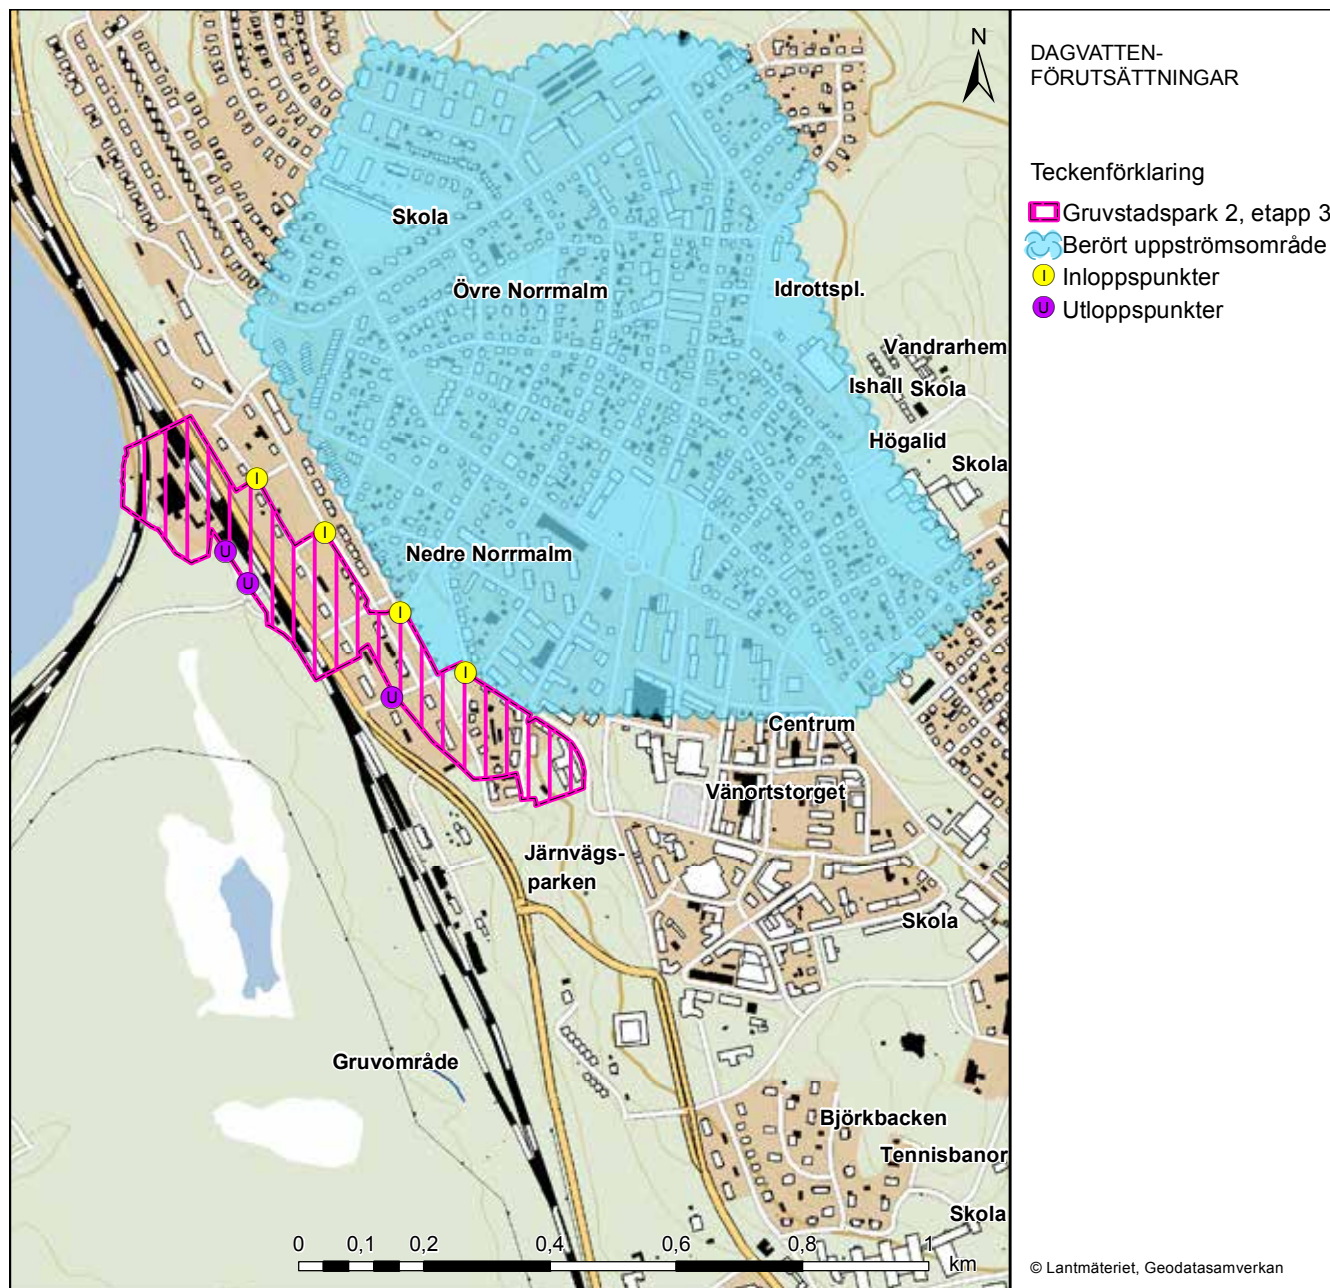 N
DAGVATTEN-
FÖRUTSÄTTNINGAR
Teckenförklaring
Gruvstadspark 2, etapp 3
Berört uppströmsområde
I Inloppspunkter
U Utloppspunkter
Skola
Övre Norrmalm
Idrottspl.
Vandrarhem
Ishall Skola
Högalid
Skola
I
I
Nedre Norrmalm
U
U
I
I
U
Centrum
Vänortstorget
Järnvägs-
parken
Skola
Gruvområde
Björkbacken
Tennisbanor
Skola
0 0,1 0,2 0,4 0,6 0,8 1
km
© Lantmäteriet, Geodatasamverkan